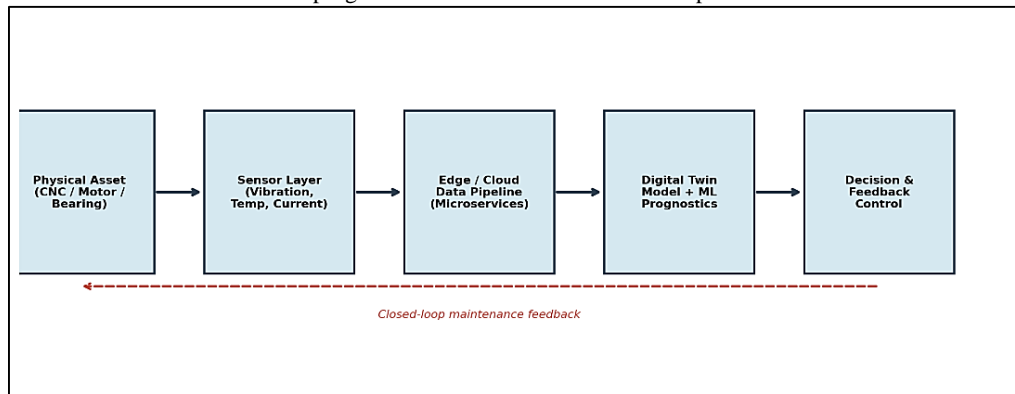 Physical Asset
(CNC / Motor /
Bearing)
Sensor Layer
(Vibration,
Temp, Current)
Edge / Cloud
Data Pipeline
(Microservices)
Digital Twin
Model + ML
Prognostics
Decision &
Feedback
Control
Closed-loop maintenance feedback